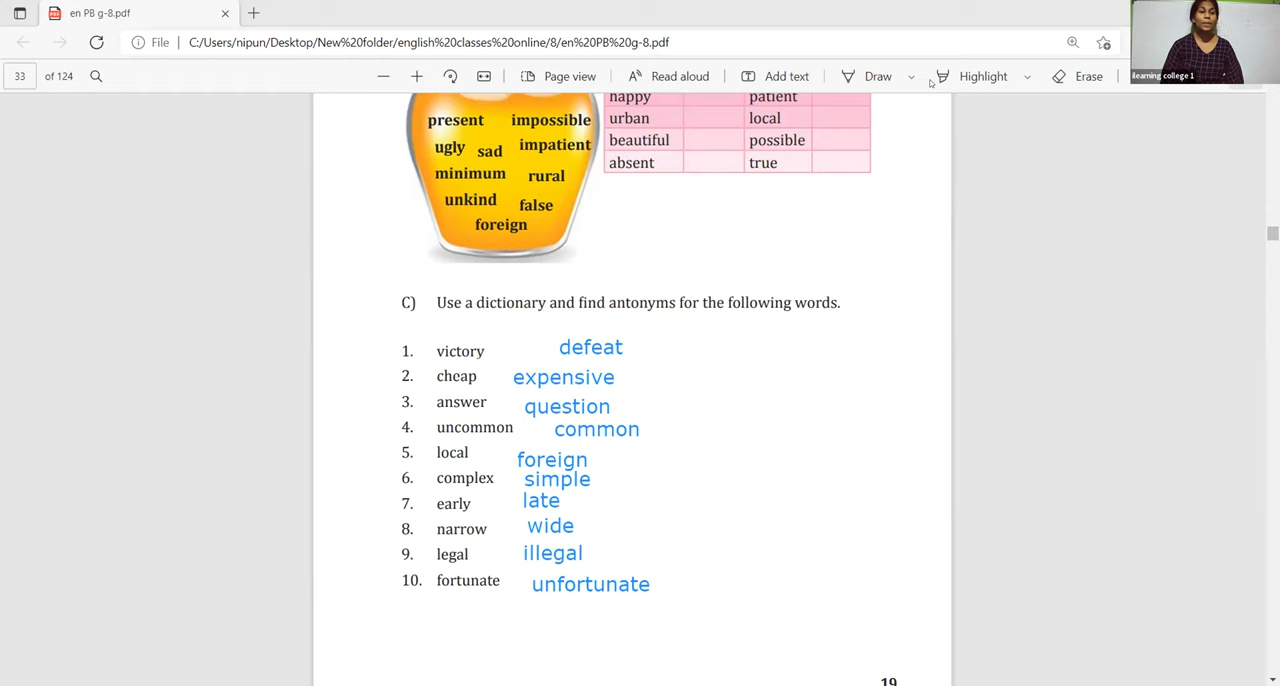 en PB g-8.pdf
File | C:/Users/nipun/Desktop/New%20folder/english%20classes%20online/8/en%20PB%20g-8.pdf
33 of 124 Page view Read aloud Add text Draw Highlight Erase
ilearning college 1
happy patient
urban local
beautiful possible
absent true
present impossible
ugly sad impatient
minimum rural
unkind false
foreign
C) Use a dictionary and find antonyms for the following words.
1. victory defeat
2. cheap expensive
3. answer question
4. uncommon common
5. local foreign
6. complex simple
7. early late
8. narrow wide
9. legal illegal
10. fortunate unfortunate
19